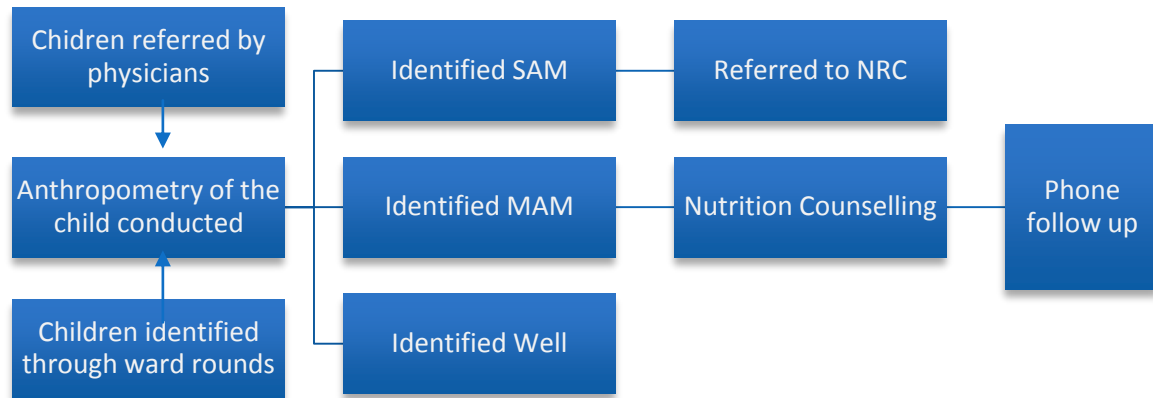 Chidren referred by
physicians
Anthropometry of the
child conducted
Children identified
through ward rounds
Identified SAM
Referred to NRC
Identified MAM
Nutrition Counselling
Phone
follow up
Identified Well